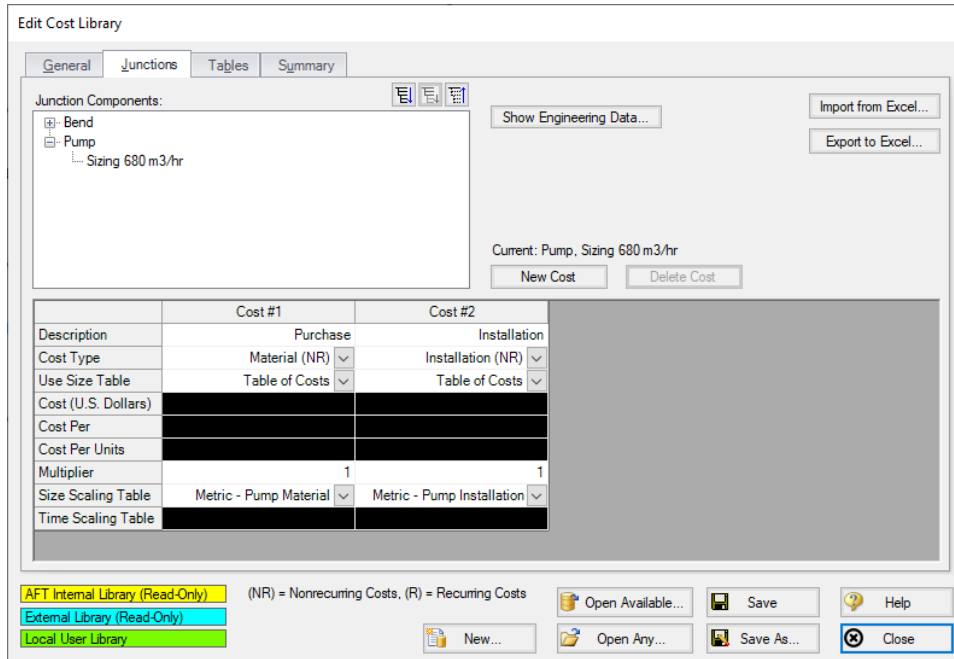 Edit Cost Library
General Junctions Tables Summary
Junction Components:
Bend
Pump
Sizing 680 m3/hr
Show Engineering Data...
Import from Excel...
Export to Excel...
Current: Pump, Sizing 680 m3/hr
New Cost Delete Cost
Cost #1 Cost #2
Description Purchase Installation
Cost Type Material (NR) Installation (NR)
Use Size Table Table of Costs Table of Costs
Cost (U.S. Dollars)
Cost Per
Cost Per Units
Multiplier 1 1
Size Scaling Table Metric - Pump Material Metric - Pump Installation
Time Scaling Table
AFT Internal Library (Read-Only)
External Library (Read-Only)
Local User Library
(NR) = Nonrecurring Costs, (R) = Recurring Costs
Open Available... Save Help
New... Open Any... Save As... Close